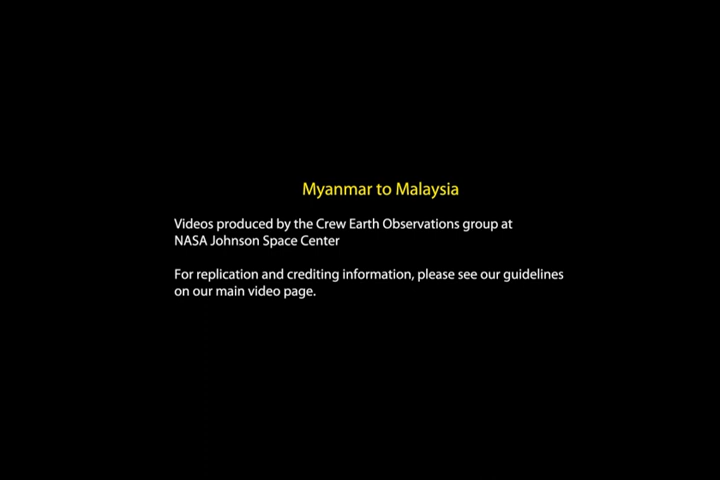 Myanmar to Malaysia
Videos produced by the Crew Earth Observations group at
NASA Johnson Space Center
For replication and crediting information, please see our guidelines
on our main video page.